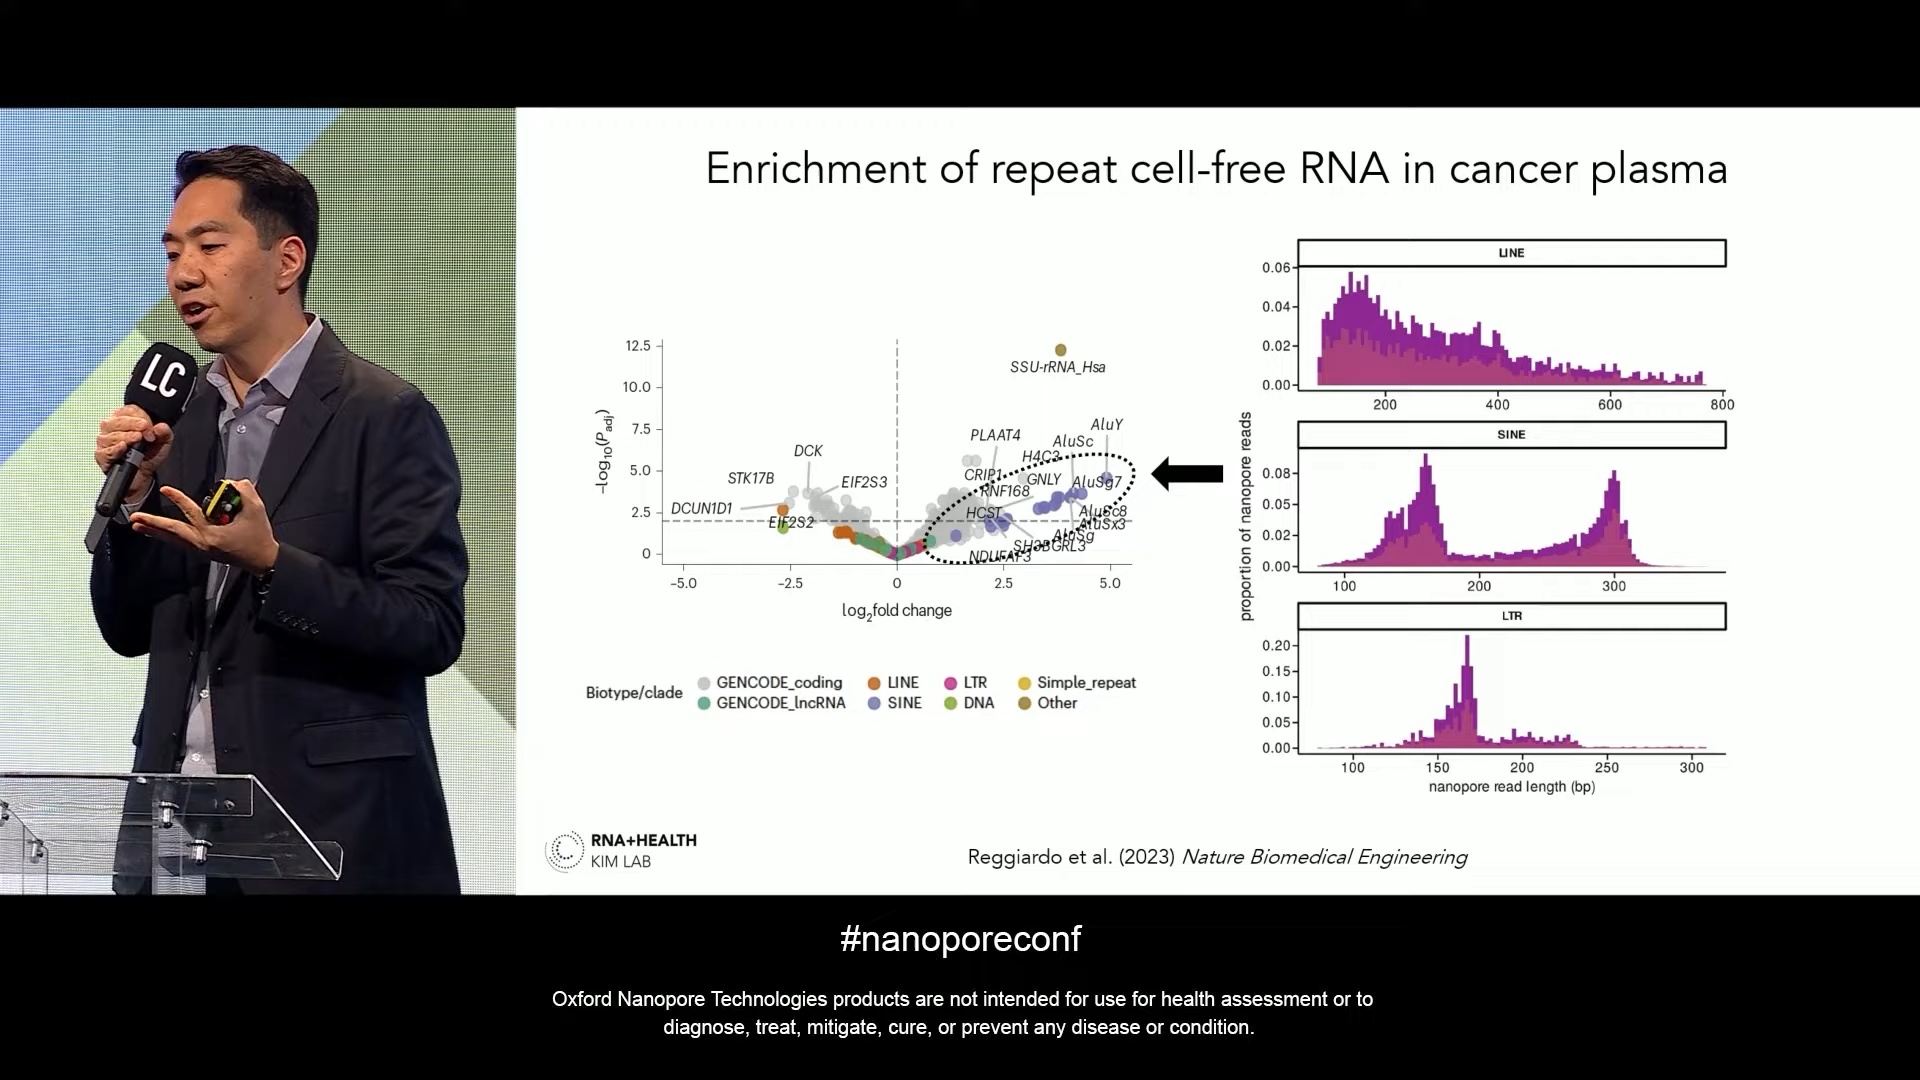 LC
Enrichment of repeat cell-free RNA in cancer plasma
12.5
10.0
7.5
5.0
2.5
0
−log10(Padj)
SSU-rRNA_Hsa
AluY
PLAAT4
AluSc
DCK
H4C3
STK17B
EIF2S3
CRIP1
GNLY
AluSg7
RNF168
DCUN1D1
HCST
AluSc8
EIF2S2
AluSx3
AluSg
SH3BGRL3
NDUFAF3
−5.0
−2.5
0
2.5
5.0
log2fold change
Biotype/clade
GENCODE_coding
LINE
LTR
Simple_repeat
GENCODE_lncRNA
SINE
DNA
Other
proportion of nanopore reads
LINE
0.06
0.04
0.02
0.00
200
400
600
800
SINE
0.08
0.05
0.02
0.00
100
200
300
LTR
0.20
0.15
0.10
0.05
0.00
100
150
200
250
300
nanopore read length (bp)
RNA+HEALTH
KIM LAB
Reggiardo et al. (2023) Nature Biomedical Engineering
#nanoporeconf
Oxford Nanopore Technologies products are not intended for use for health assessment or to
diagnose, treat, mitigate, cure, or prevent any disease or condition.